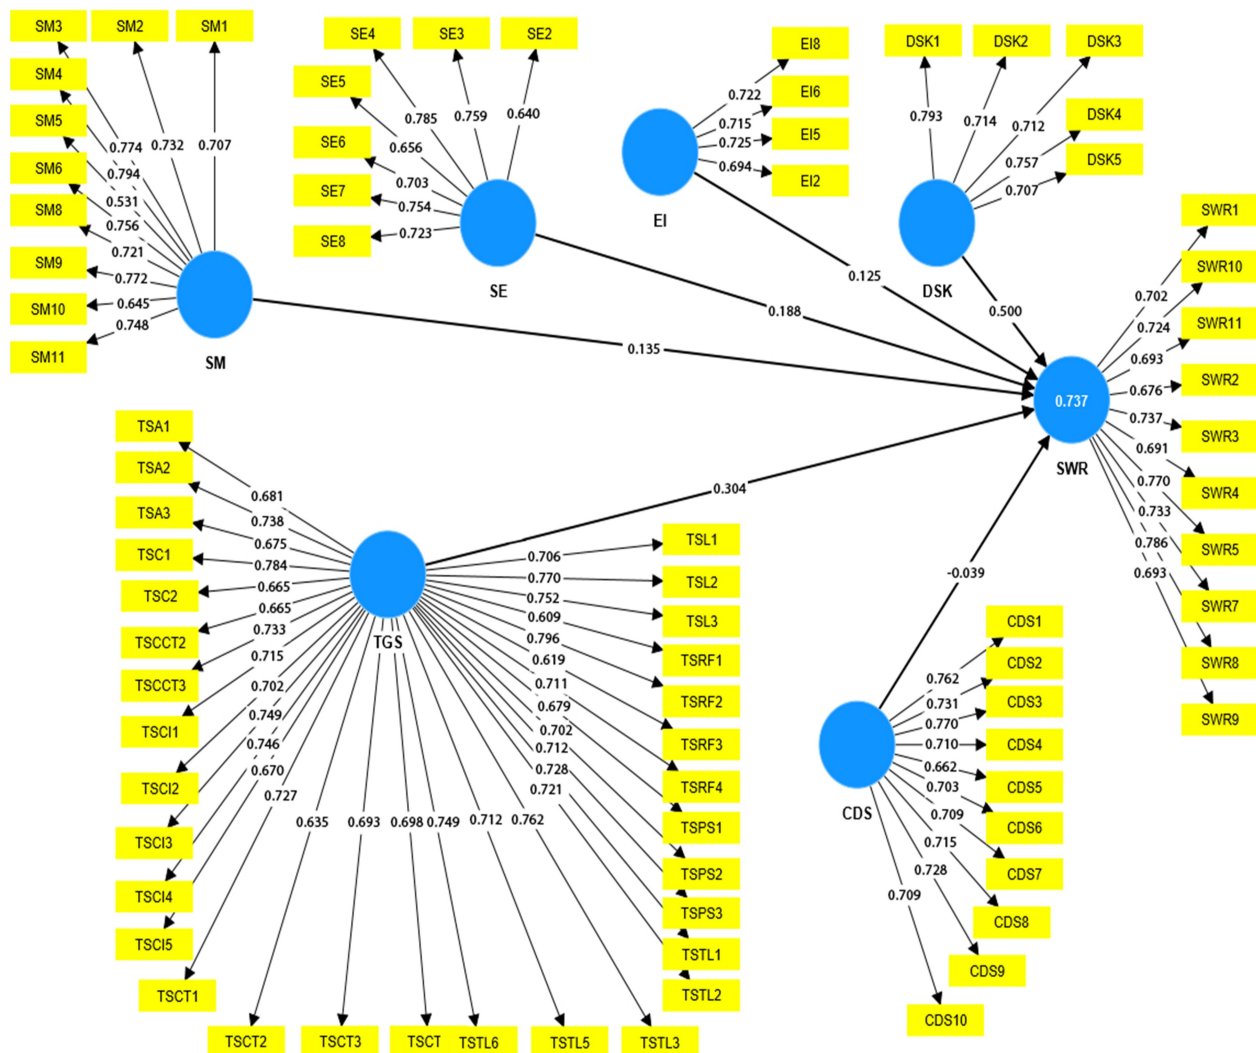 SM3 SM2 SM1
SM4
SM5
SM6
SM8
SM9
SM10
SM11
0.774
0.732
0.707
0.794
0.531
0.756
0.721
0.772
0.645
0.748
SM
SE4 SE3 SE2
SE5
SE6
SE7
SE8
0.785
0.759
0.640
0.656
0.703
0.754
0.723
SE
EI8
EI6
EI5
EI2
0.722
0.715
0.725
0.694
EI
DSK1 DSK2 DSK3
DSK4
DSK5
0.793
0.714
0.712
0.757
0.707
DSK
0.125
0.500
0.188
0.135
0.304
-0.039
0.737
SWR
SWR1
SWR10
SWR11
SWR2
SWR3
SWR4
SWR5
SWR7
SWR8
SWR9
0.702
0.724
0.693
0.676
0.737
0.691
0.770
0.733
0.786
0.693
TSA1
TSA2
TSA3
TSC1
TSC2
TSCCT2
TSCCT3
TSCI1
TSCI2
TSCI3
TSCI4
TSCI5
TSCT1
TSCT2 TSCT3 TSCT TSTL6 TSTL5 TSTL3
0.681
0.738
0.675
0.784
0.665
0.665
0.733
0.715
0.702
0.749
0.746
0.670
0.727
0.635 0.693 0.698 0.749 0.712 0.762
TGS
0.706
0.770
0.752
0.609
0.796
0.619
0.711
0.679
0.702
0.712
0.728
0.721
TSL1
TSL2
TSL3
TSRF1
TSRF2
TSRF3
TSRF4
TSPS1
TSPS2
TSPS3
TSTL1
TSTL2
CDS
0.762
0.731
0.770
0.710
0.662
0.703
0.709
0.715
0.728
0.709
CDS1
CDS2
CDS3
CDS4
CDS5
CDS6
CDS7
CDS8
CDS9
CDS10